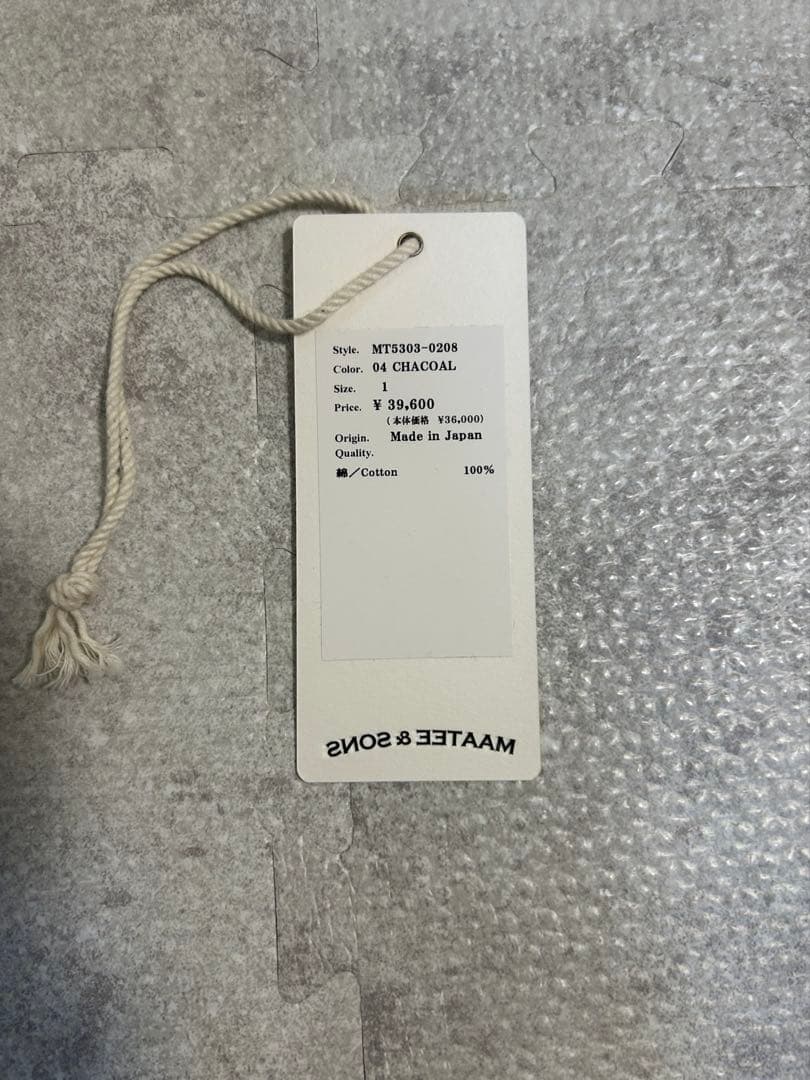 Style. MT5303-0208
Color. 04 CHACOAL
Size. 1
Price. ¥ 39,600
(本体価格 ¥36,000)
Origin. Made in Japan
Quality.
綿／Cotton 100%
MAATEE & SONS